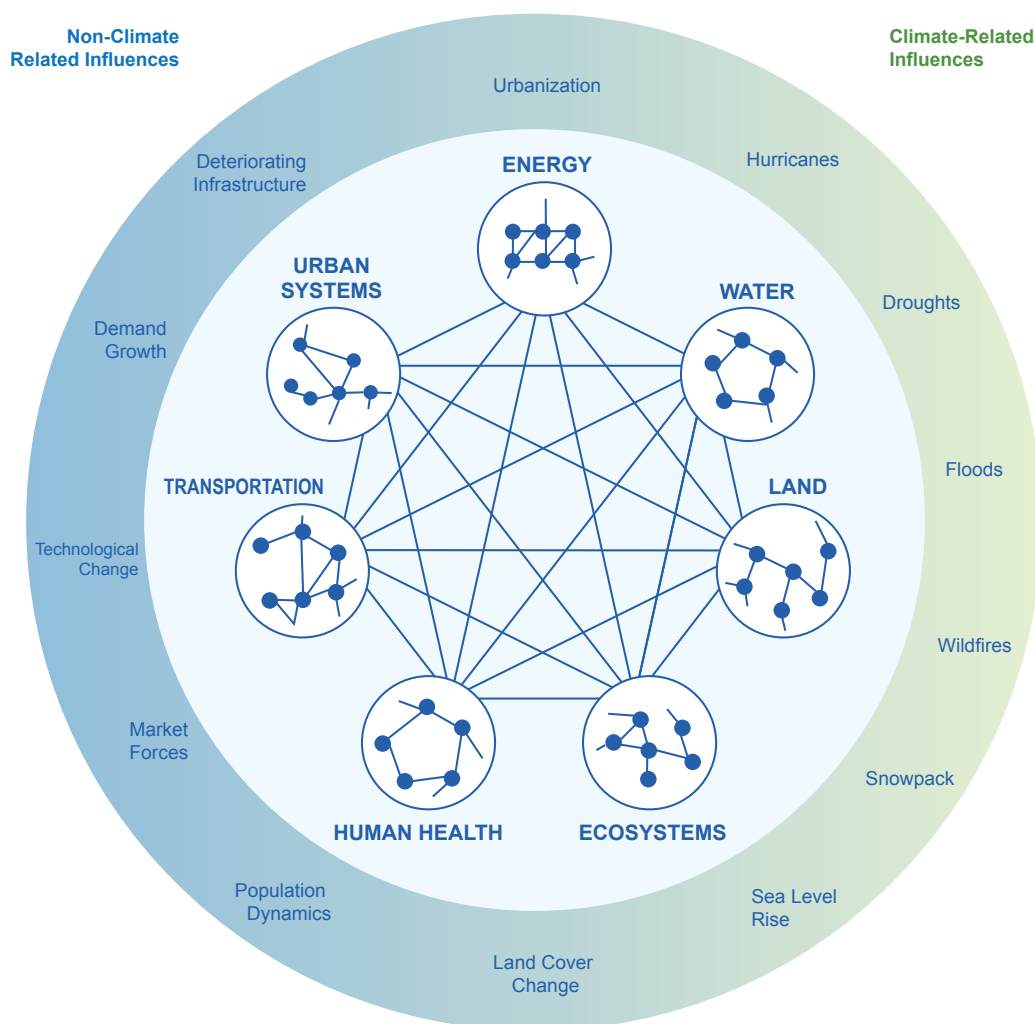 Non-Climate
Related Influences
Climate-Related
Influences
Urbanization
Deteriorating
Infrastructure
Hurricanes
ENERGY
URBAN
SYSTEMS
WATER
Droughts
Demand
Growth
Floods
TRANSPORTATION
LAND
Technological
Change
Wildfires
Market
Forces
Snowpack
HUMAN HEALTH
ECOSYSTEMS
Population
Dynamics
Sea Level
Rise
Land Cover
Change